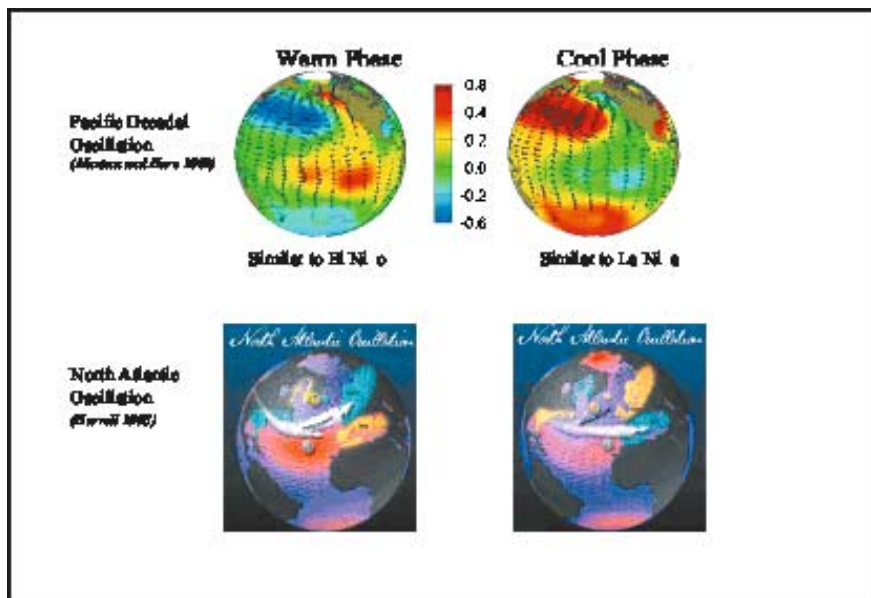 Warm Phase Cool Phase
Pacific Decadal
Oscillation
0.8
0.4
0.2
0.0
-0.2
-0.6
Similar to El Ni o Similar to La Ni a
North Atlantic Oscillation North Atlantic Oscillation
North Atlantic
Oscillation